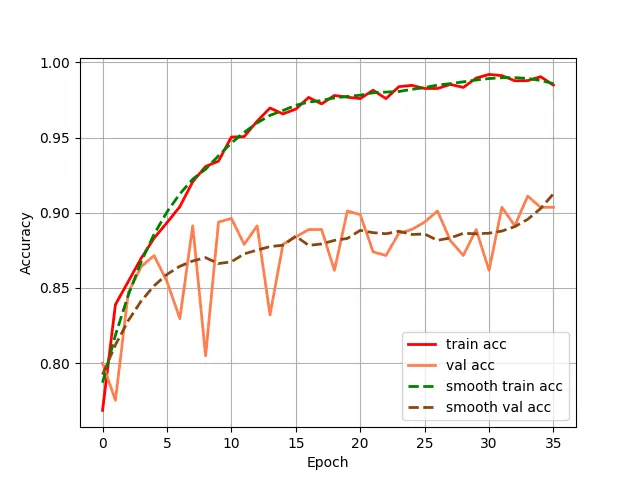 1.00
0.95
0.90
0.85
0.80
Accuracy
0
5
10
15
20
25
30
35
Epoch
train acc
val acc
smooth train acc
smooth val acc